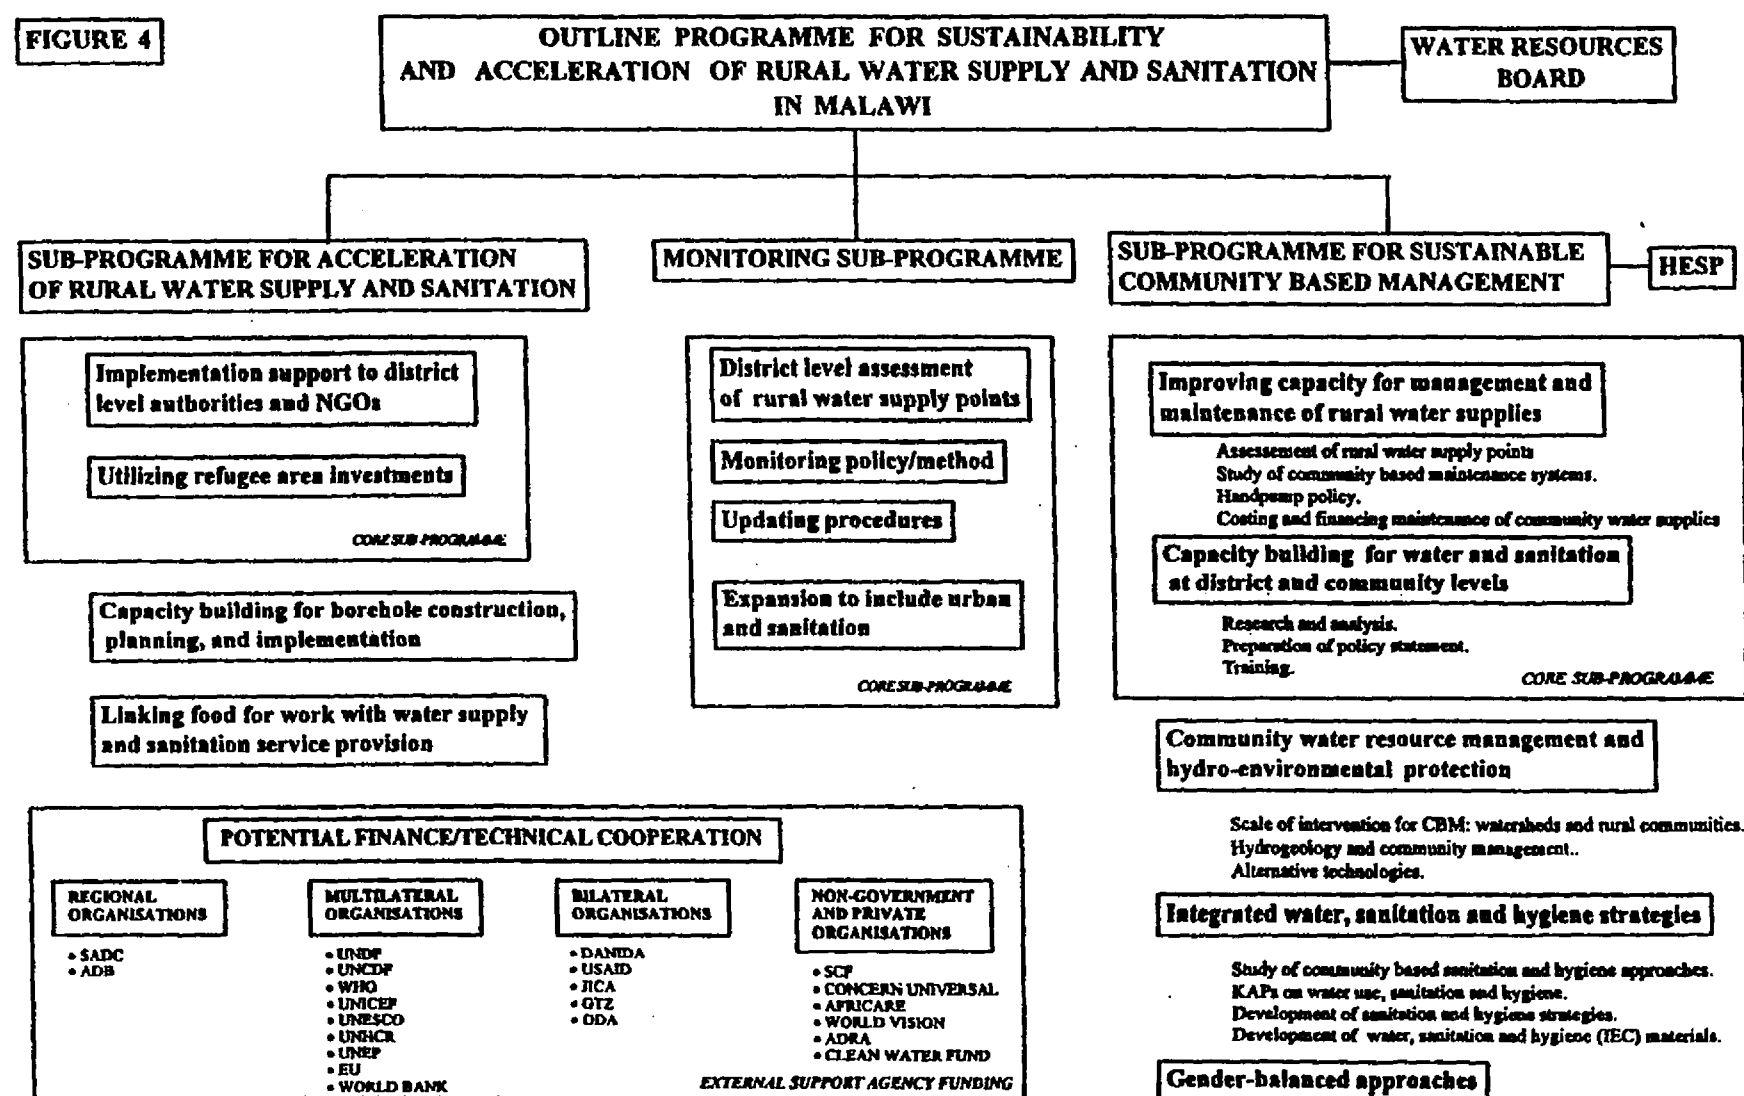 FIGURE 4
OUTLINE PROGRAMME FOR SUSTAINABILITY
AND ACCELERATION OF RURAL WATER SUPPLY AND SANITATION
IN MALAWI
WATER RESOURCES
BOARD
SUB-PROGRAMME FOR ACCELERATION
OF RURAL WATER SUPPLY AND SANITATION
Implementation support to district
level authorities and NGOs
Utilizing refugee area investments
CORE SUB-PROGRAMME
Capacity building for borehole construction,
planning, and implementation
Linking food for work with water supply
and sanitation service provision
MONITORING SUB-PROGRAMME
District level assessment
of rural water supply points
Monitoring policy/method
Updating procedures
Expansion to include urban
and sanitation
CORE SUB-PROGRAMME
SUB-PROGRAMME FOR SUSTAINABLE
COMMUNITY BASED MANAGEMENT
HESP
Improving capacity for management and
maintenance of rural water supplies
Assessement of rural water supply points
Study of community based maintenance systems.
Handpump policy.
Costing and financing maintenance of community water supplies
Capacity building for water and sanitation
at district and community levels
Research and analysis.
Preparation of policy statement.
Training.
CORE SUB-PROGRAMME
Community water resource management and
hydro-environmental protection
Scale of intervention for CBM: watersheds and rural communities.
Hydrogeology and community management..
Alternative technologies.
Integrated water, sanitation and hygiene strategies
Study of community based sanitation and hygiene approaches.
KAPs on water use, sanitation and hygiene.
Development of sanitation and hygiene strategies.
Development of water, sanitation and hygiene (IEC) materials.
Gender-balanced approaches
POTENTIAL FINANCE/TECHNICAL COOPERATION
REGIONAL
ORGANISATIONS
• SADC
• ADB
MULTILATERAL
ORGANISATIONS
• UNDP
• UNCDF
• WHO
• UNICEF
• UNESCO
• UNHCR
• UNEP
• EU
• WORLD BANK
BILATERAL
ORGANISATIONS
• DANIDA
• USAID
• JICA
• GTZ
• ODA
NON-GOVERNMENT
AND PRIVATE
ORGANISATIONS
• SCF
• CONCERN UNIVERSAL
• AFRICARE
• WORLD VISION
• ADRA
• CLEAN WATER FUND
EXTERNAL SUPPORT AGENCY FUNDING